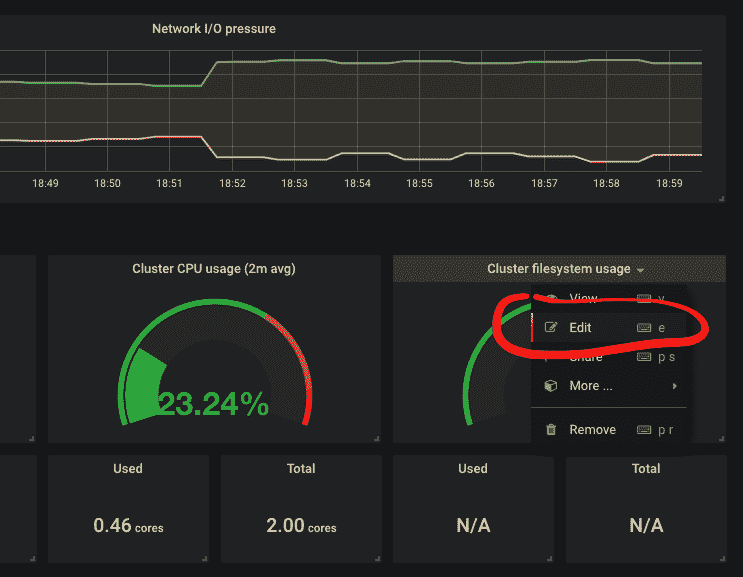 Network I/O pressure
18:49 18:50 18:51 18:52 18:53 18:54 18:55 18:56 18:57 18:58 18:59
Cluster CPU usage (2m avg)
23.24%
Cluster filesystem usage
View v
Edit e
Share p s
More ...
Remove p r
Used
0.46 cores
Total
2.00 cores
Used
N/A
Total
N/A